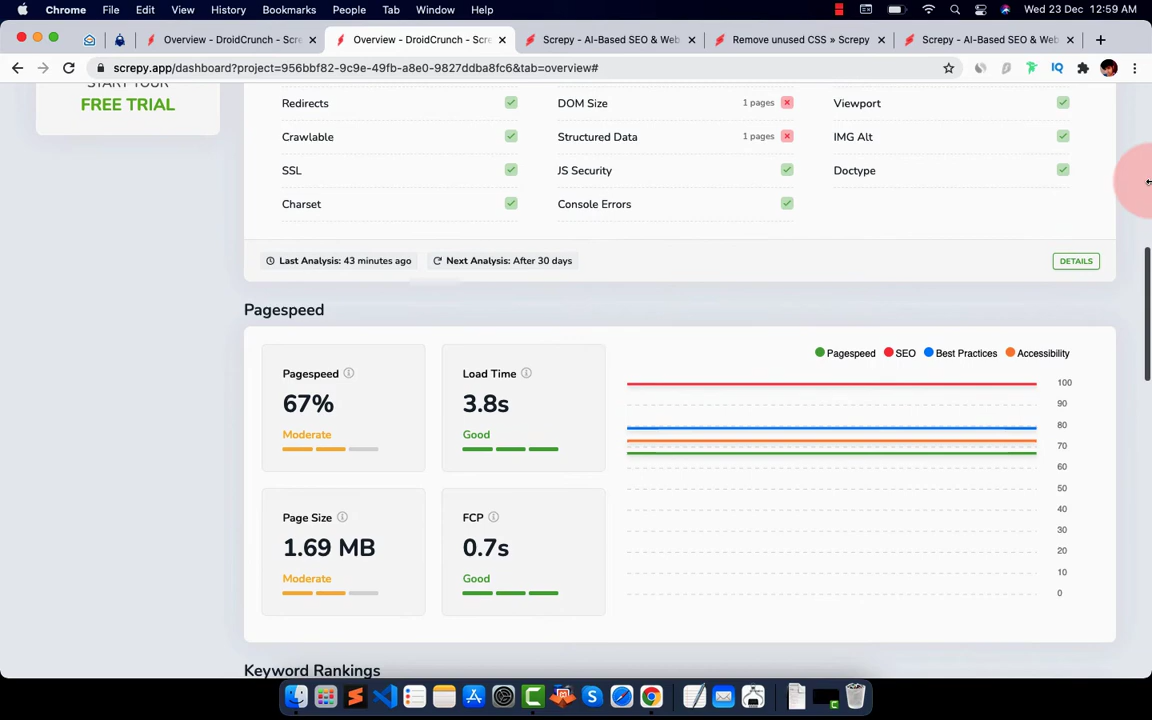 Chrome File Edit View History Bookmarks People Tab Window Help Wed 23 Dec 12:59 AM
Overview - DroidCrunch - Scre Overview - DroidCrunch - Scre Screpy - AI-Based SEO & Web Remove unused CSS » Screpy Screpy - AI-Based SEO & Web
screpy.app/dashboard?project=956bbf82-9c9e-49fb-a8e0-9827ddba8fc6&tab=overview#
START YOUR
FREE TRIAL
Redirects DOM Size 1 pages Viewport
Crawlable Structured Data 1 pages IMG Alt
SSL JS Security Doctype
Charset Console Errors
Last Analysis: 43 minutes ago Next Analysis: After 30 days DETAILS
Pagespeed
Pagespeed
67%
Moderate
Load Time
3.8s
Good
Page Size
1.69 MB
Moderate
FCP
0.7s
Good
Pagespeed SEO Best Practices Accessibility
100
90
80
70
60
50
40
30
20
10
0
Keyword Rankings